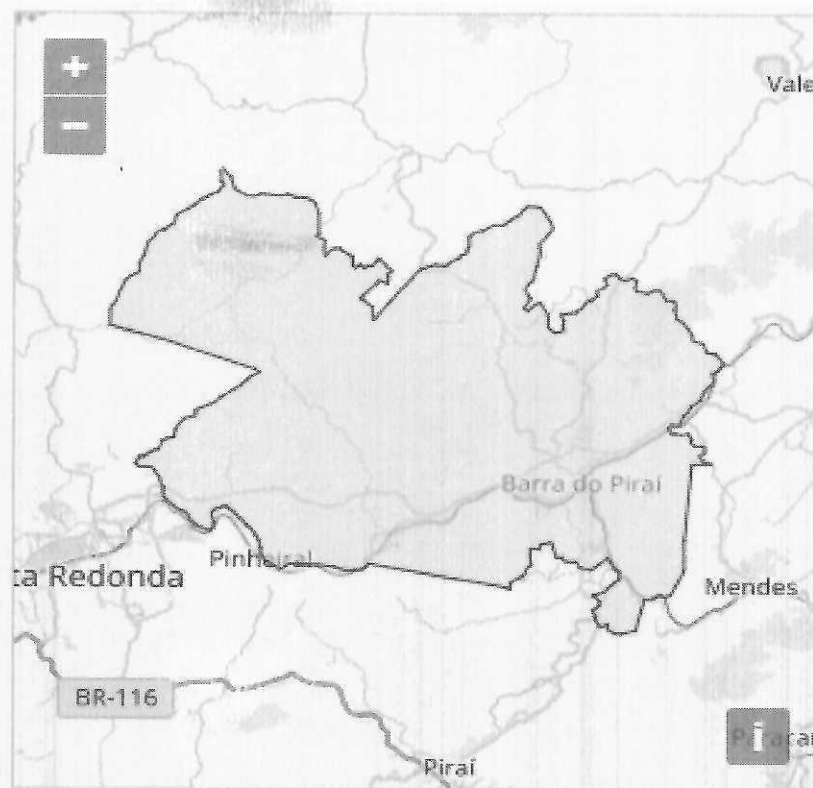 +
Vale
−
Barra do Piraí
Pinheiral
ta Redonda
Mendes
BR-116
i
Piraí